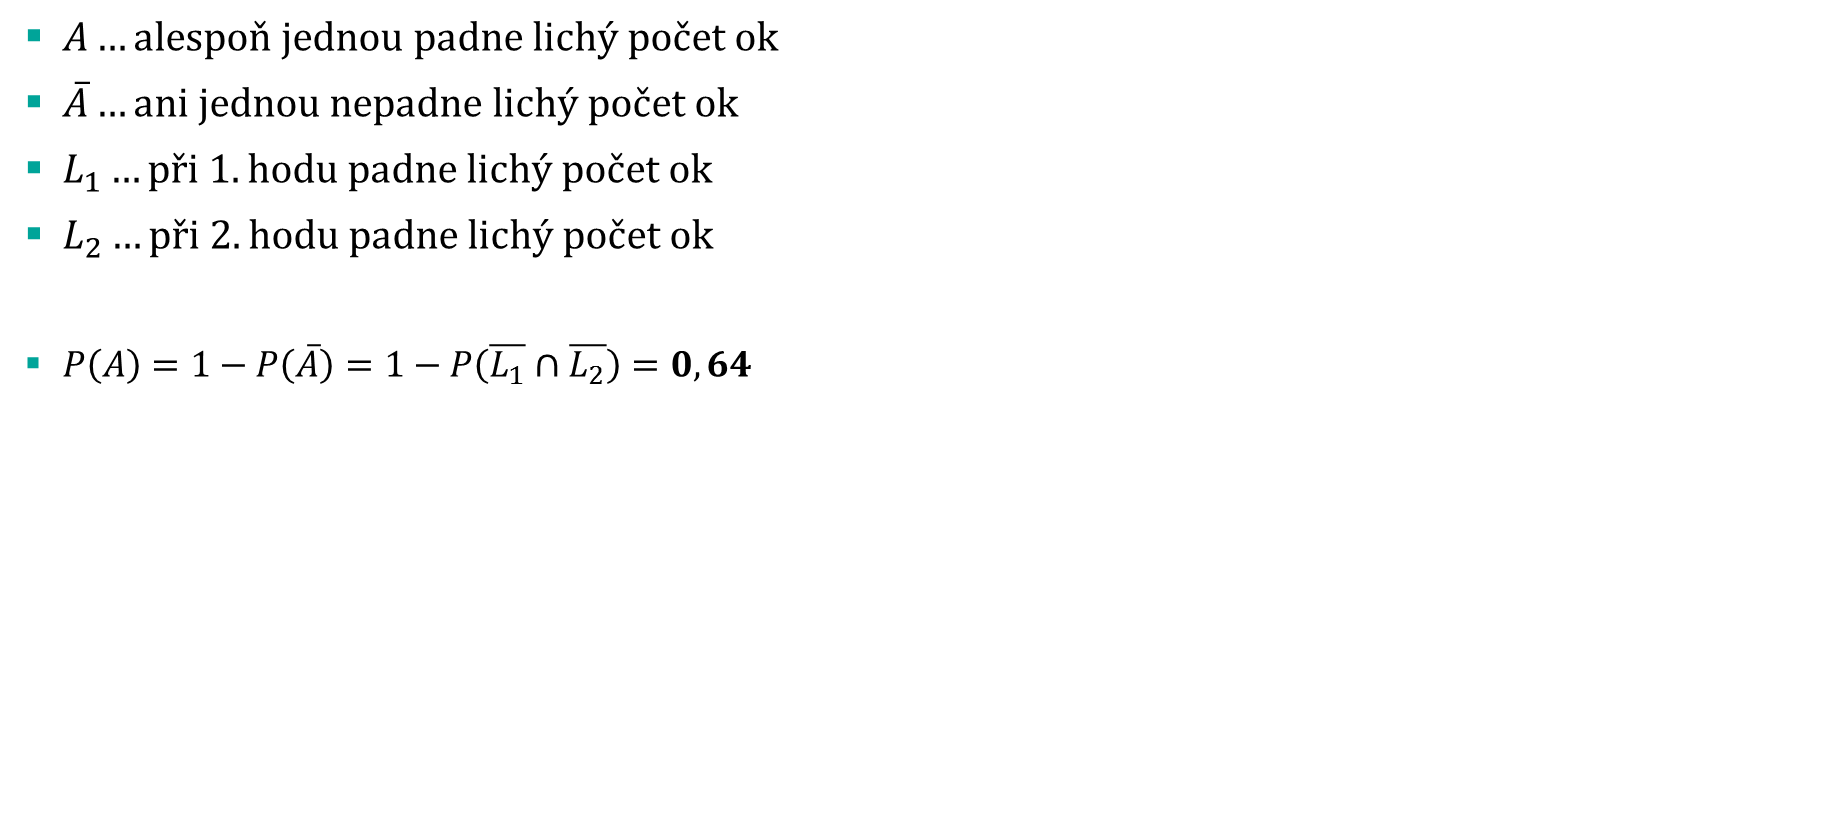 ▪ A … alespoň jednou padne lichý počet ok
▪ Ā … ani jednou nepadne lichý počet ok
▪ L₁ … při 1. hodu padne lichý počet ok
▪ L₂ … při 2. hodu padne lichý počet ok
▪ P(A) = 1 − P(Ā) = 1 − P(L̅₁ ∩ L̅₂) = 0,64